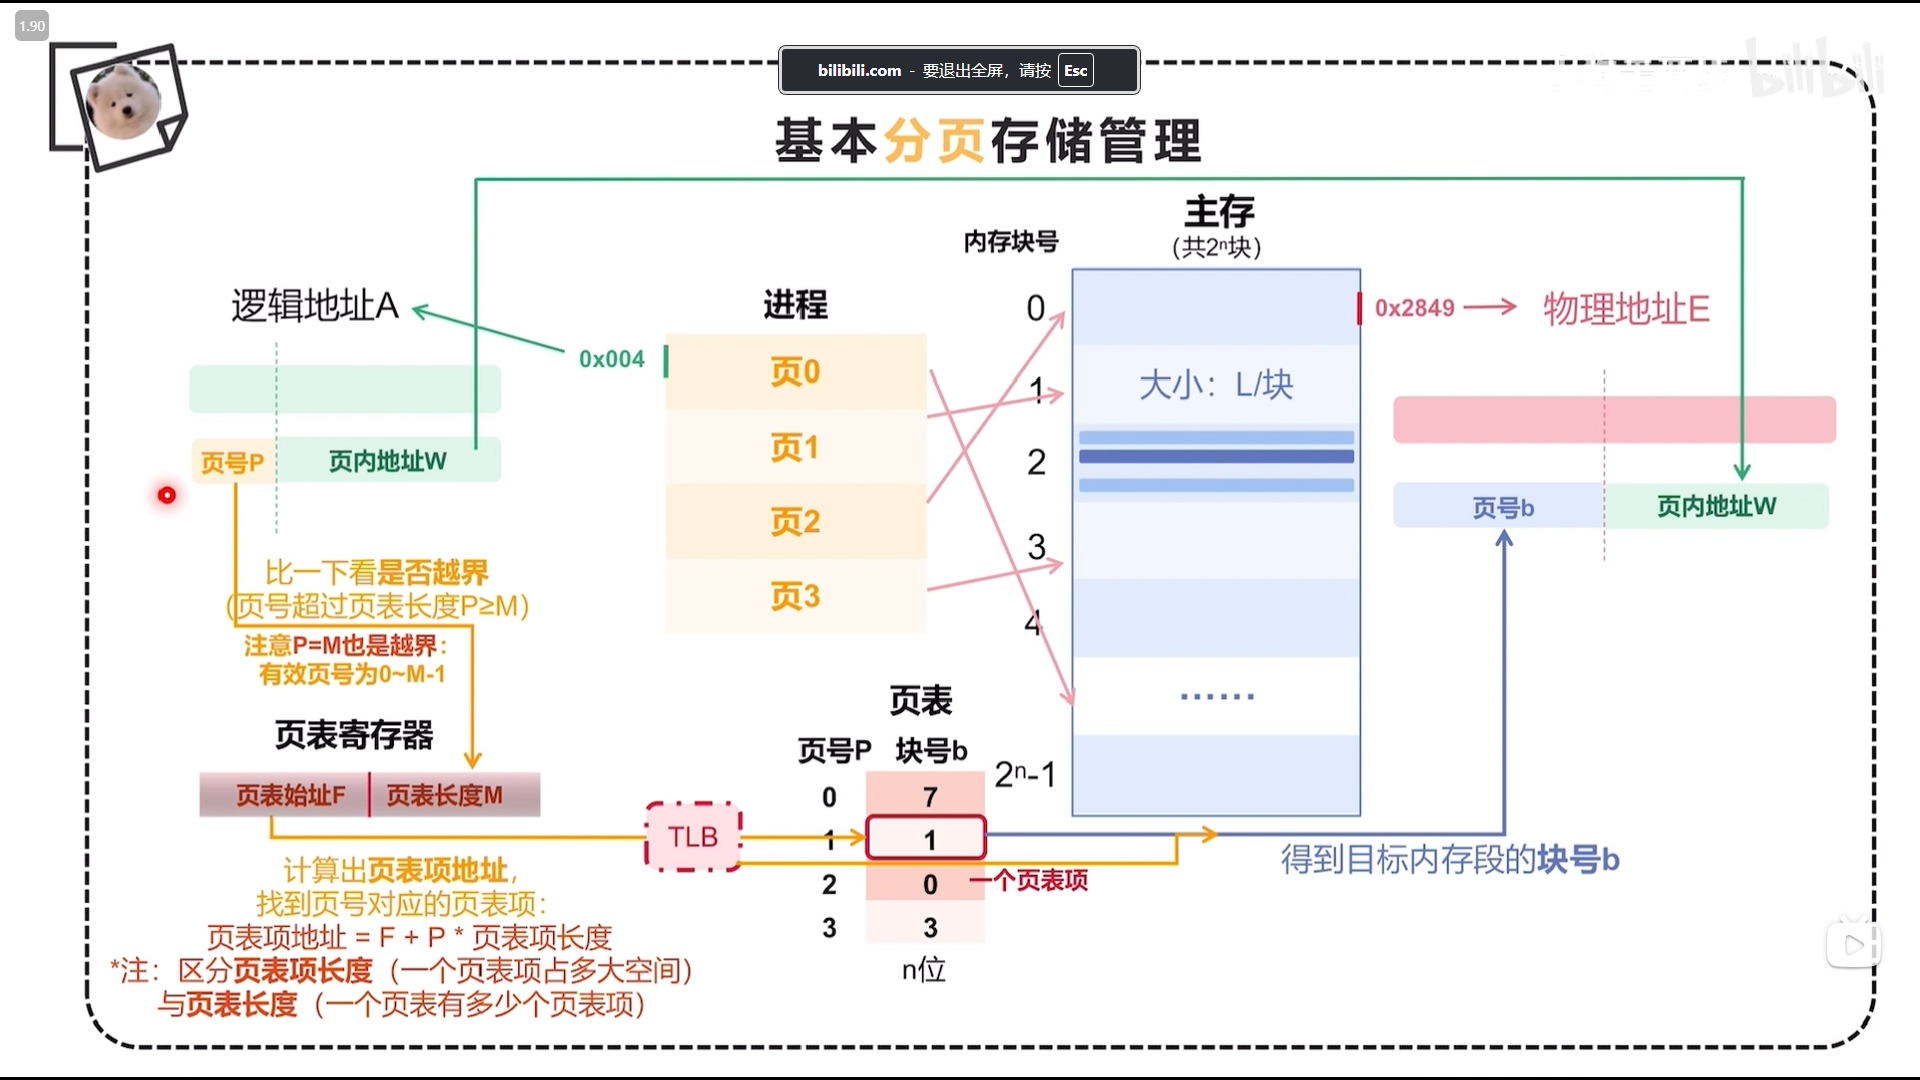 1.90
bilibili.com - 要退出全屏，请按 Esc
bilibili
基本分页存储管理
主存
(共2ⁿ块)
内存块号
逻辑地址A
进程
0x004
0
0x2849
物理地址E
页0
1
大小：L/块
页1
2
页号P
页内地址W
页2
页号b
页内地址W
3
比一下看是否越界
(页号超过页表长度P≥M)
页3
4
注意P=M也是越界：
有效页号为0~M-1
......
页表
页表寄存器
页号P 块号b
2ⁿ-1
页表始址F 页表长度M
0 7
TLB
1 1
得到目标内存段的块号b
计算出页表项地址，
2 0
一个页表项
找到页号对应的页表项：
3 3
页表项地址 = F + P * 页表项长度
n位
*注：区分页表项长度（一个页表项占多大空间）
与页表长度（一个页表有多少个页表项）